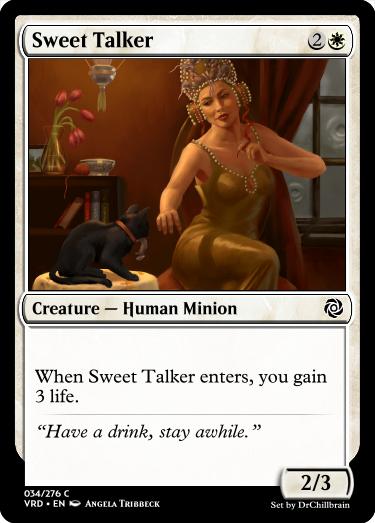 Sweet Talker 2
Creature — Human Minion
When Sweet Talker enters, you gain
3 life.
“Have a drink, stay awhile.”
2/3
034/276 C
VRD • EN Angela Tribbeck
Set by DrChillbrain